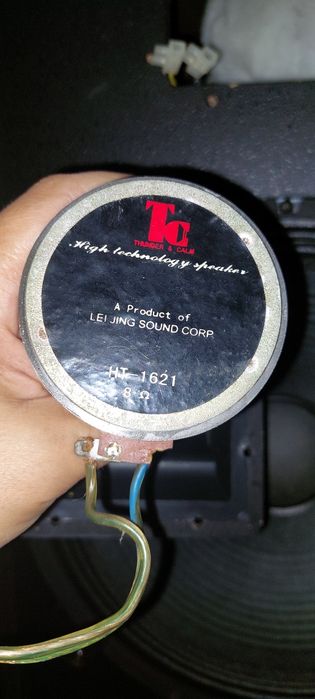 TC
THUNDER & CALM
High technology speaker
A Product of
LEI JING SOUND CORP.
HT-1621
8 Ω